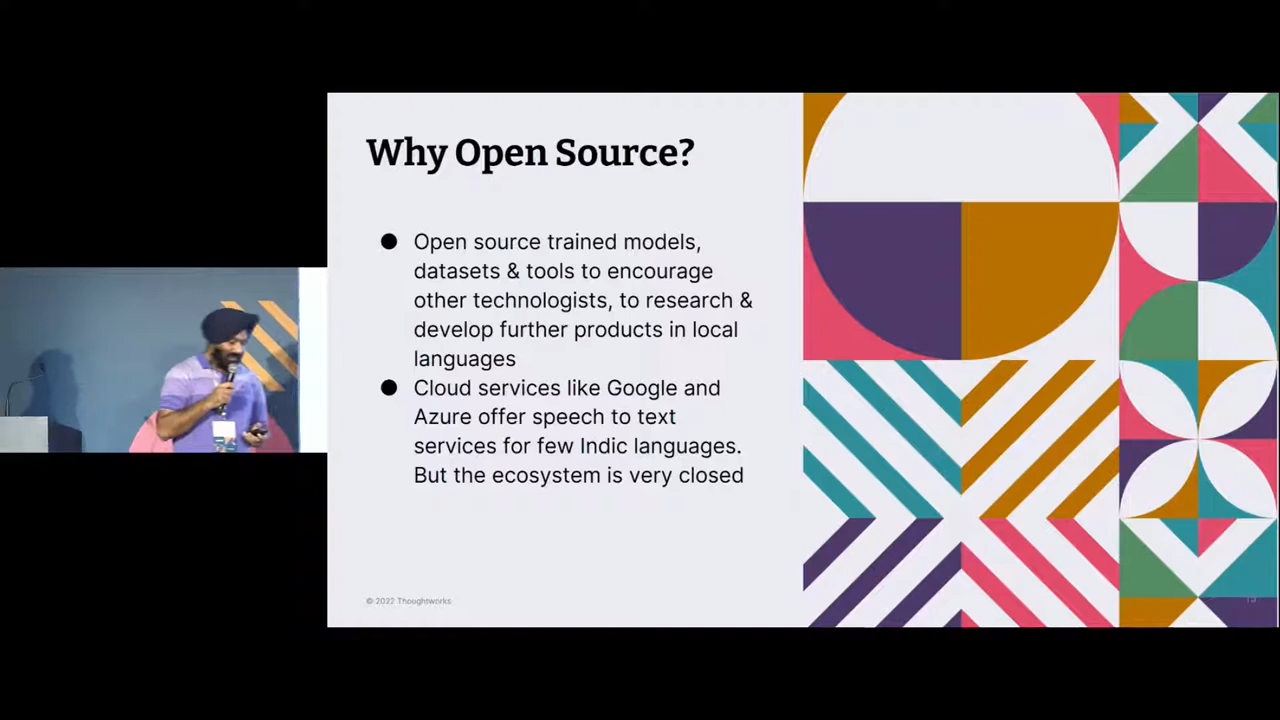 Why Open Source?
● Open source trained models,
datasets & tools to encourage
other technologists, to research &
develop further products in local
languages
● Cloud services like Google and
Azure offer speech to text
services for few Indic languages.
But the ecosystem is very closed
© 2022 Thoughtworks